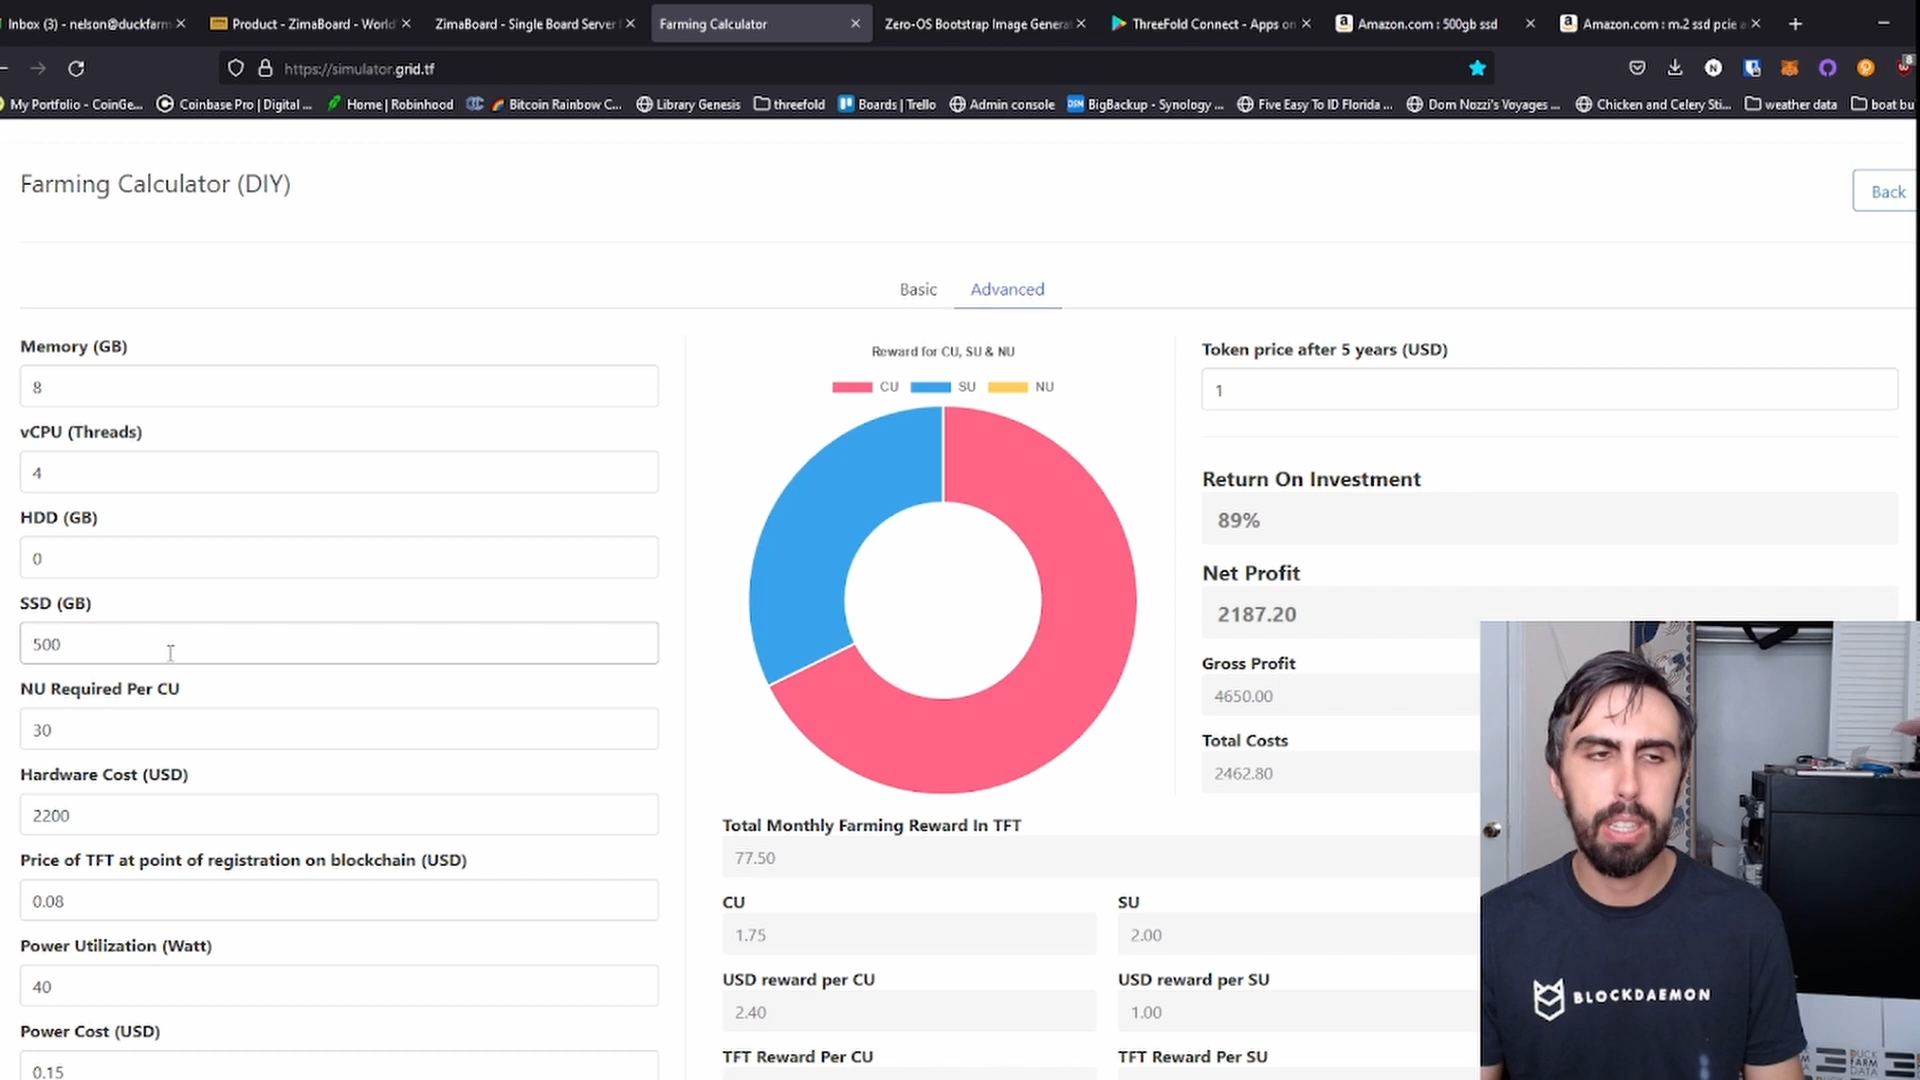 Inbox (3) - nelson@duckfarm
Product - ZimaBoard - World
ZimaBoard - Single Board Server
Farming Calculator
Zero-OS Bootstrap Image Genera
ThreeFold Connect - Apps on
Amazon.com : 500gb ssd
Amazon.com : m.2 ssd pcie a
https://simulator.grid.tf
8
My Portfolio - CoinGe...
Coinbase Pro | Digital ...
Home | Robinhood
Bitcoin Rainbow C...
Library Genesis
threefold
Boards | Trello
Admin console
BigBackup - Synology ...
Five Easy To ID Florida ...
Dom Nozzi's Voyages ...
Chicken and Celery Sti...
weather data
boat bu
Farming Calculator (DIY)
Back
Basic
Advanced
Memory (GB)
8
vCPU (Threads)
4
HDD (GB)
0
SSD (GB)
500
NU Required Per CU
30
Hardware Cost (USD)
2200
Price of TFT at point of registration on blockchain (USD)
0.08
Power Utilization (Watt)
40
Power Cost (USD)
0.15
Reward for CU, SU & NU
CU
SU
NU
Total Monthly Farming Reward In TFT
77.50
CU
1.75
SU
2.00
USD reward per CU
2.40
USD reward per SU
1.00
TFT Reward Per CU
TFT Reward Per SU
Token price after 5 years (USD)
1
Return On Investment
89%
Net Profit
2187.20
Gross Profit
4650.00
Total Costs
2462.80
BLOCKDAEMON
DUCK
FARM
DATA